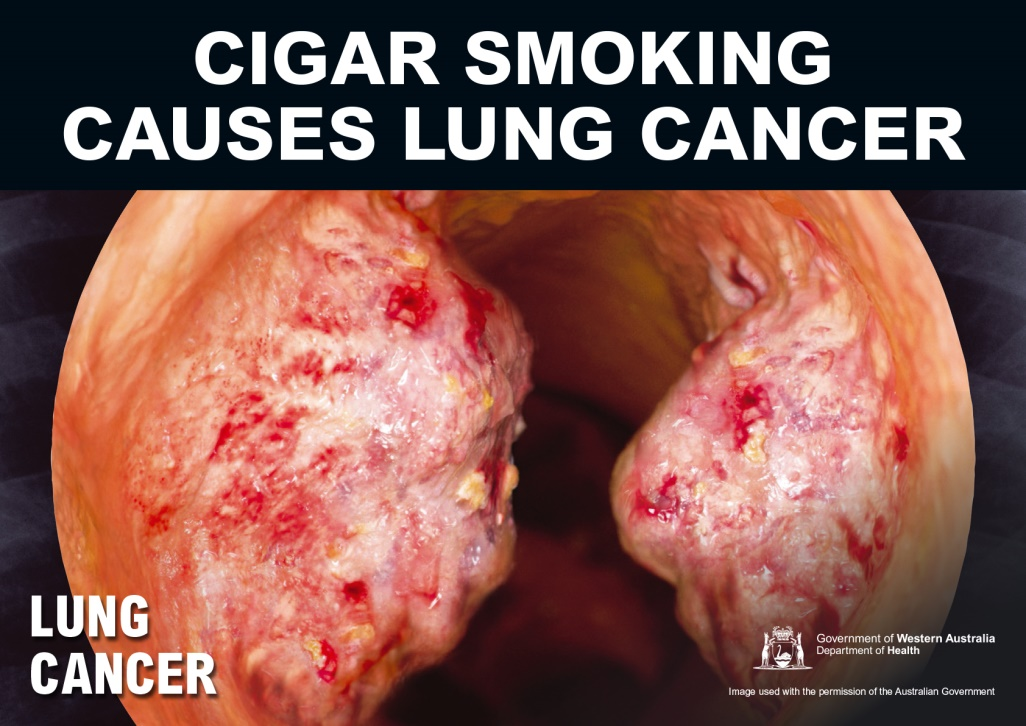 CIGAR SMOKING
CAUSES LUNG CANCER
LUNG
CANCER
Government of Western Australia
Department of Health
Image used with the permission of the Australian Government